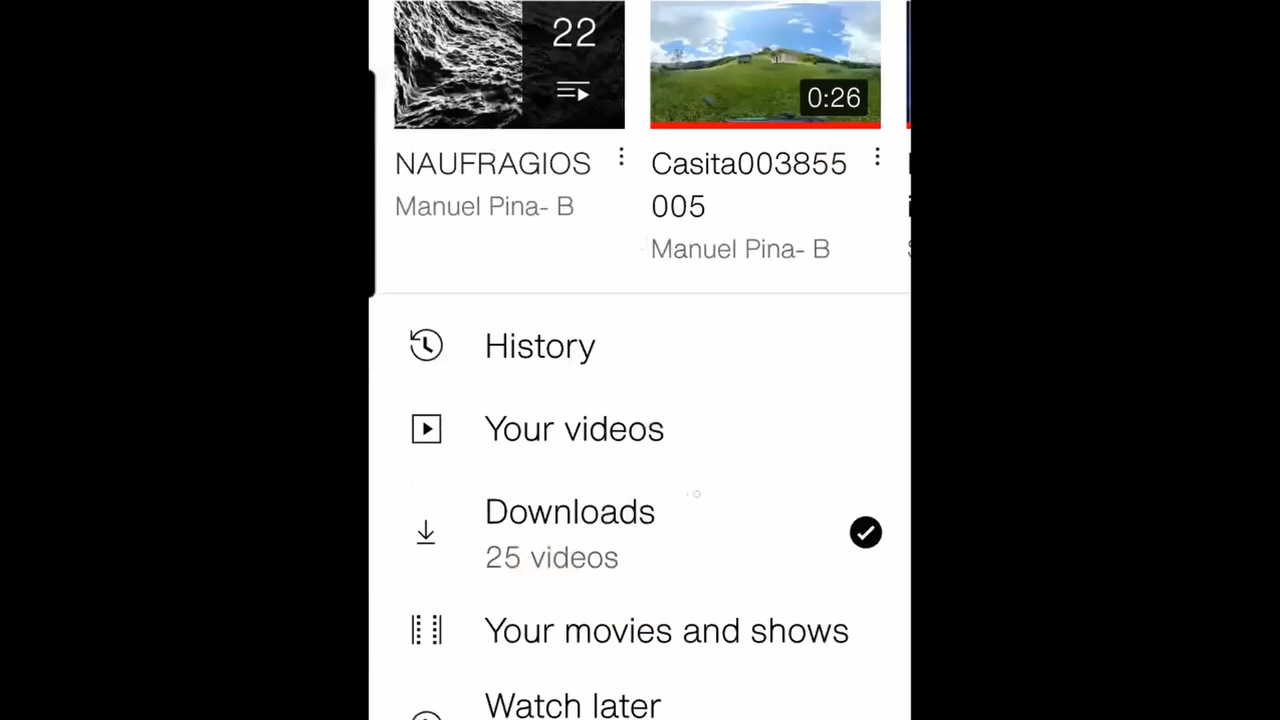 22
0:26
NAUFRAGIOS
Manuel Pina- B
Casita003855
005
Manuel Pina- B
History
Your videos
Downloads
25 videos
Your movies and shows
Watch later